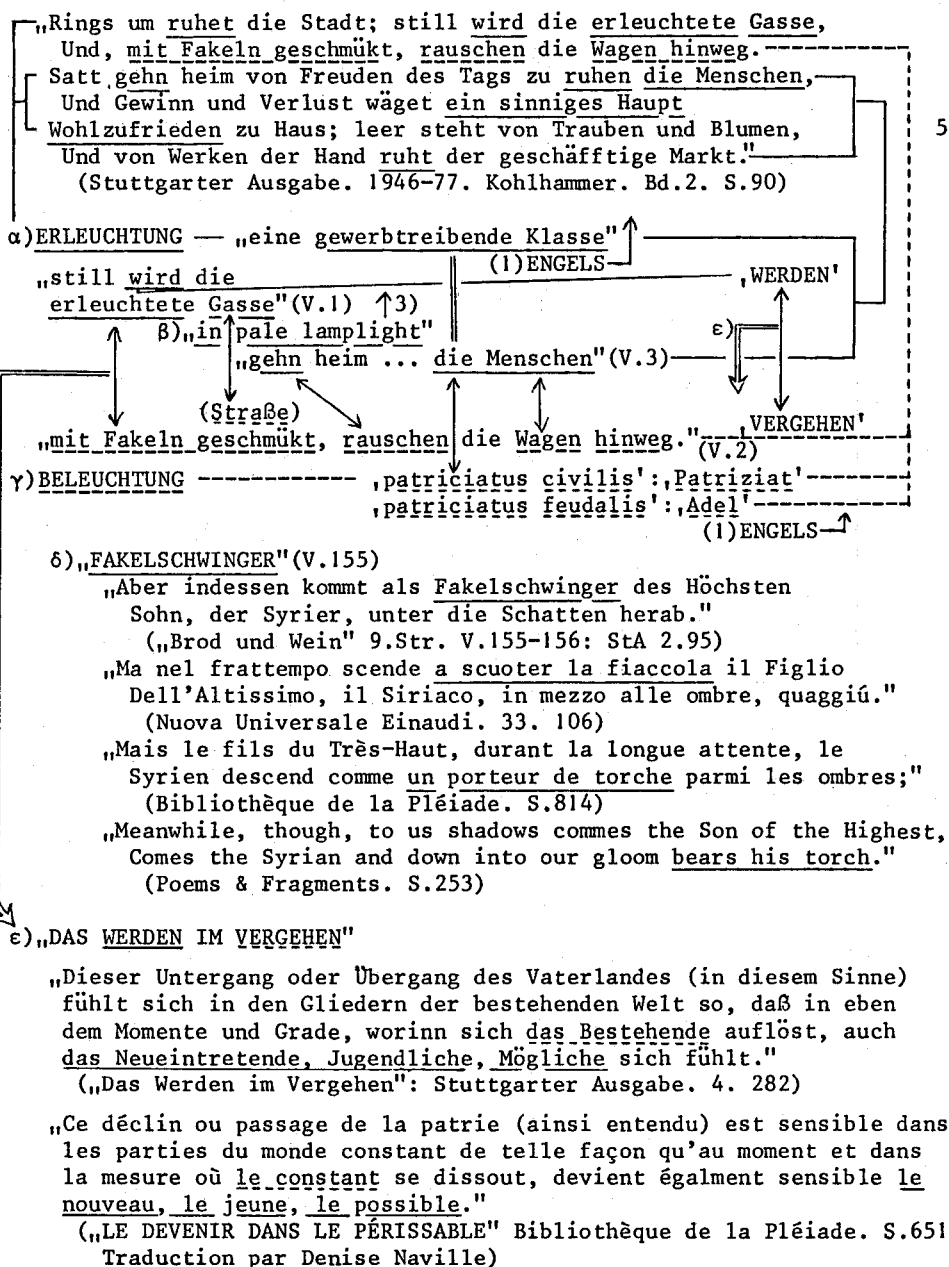 „Rings um ruhet die Stadt; still wird die erleuchtete Gasse,
Und, mit Fakeln geschmükt, rauschen die Wagen hinweg.
Satt gehn heim von Freuden des Tags zu ruhen die Menschen,
Und Gewinn und Verlust wäget ein sinniges Haupt
Wohlzufrieden zu Haus; leer steht von Trauben und Blumen, 5
Und von Werken der Hand ruht der geschäfftige Markt."
(Stuttgarter Ausgabe. 1946-77. Kohlhammer. Bd.2. S.90)
α)ERLEUCHTUNG — „eine gewerbtreibende Klasse" ↑
(1)ENGELS
„still wird die ‚WERDEN'
erleuchtete Gasse"(V.1) ↑3)
β)„in pale lamplight" ε)
„gehn heim ... die Menschen"(V.3)
(Straße)
„mit Fakeln geschmükt, rauschen die Wagen hinweg." ‚VERGEHEN'
(V.2)
γ)BELEUCHTUNG ‚patriciatus civilis':‚Patriziat'
‚patriciatus feudalis':‚Adel'
(1)ENGELS
δ)„FAKELSCHWINGER"(V.155)
„Aber indessen kommt als Fakelschwinger des Höchsten
Sohn, der Syrier, unter die Schatten herab."
(„Brod und Wein" 9.Str. V.155-156: StA 2.95)
„Ma nel frattempo scende a scuoter la fiaccola il Figlio
Dell'Altissimo, il Siriaco, in mezzo alle ombre, quaggiú."
(Nuova Universale Einaudi. 33. 106)
„Mais le fils du Très-Haut, durant la longue attente, le
Syrien descend comme un porteur de torche parmi les ombres;"
(Bibliothèque de la Pléiade. S.814)
„Meanwhile, though, to us shadows commes the Son of the Highest,
Comes the Syrian and down into our gloom bears his torch."
(Poems & Fragments. S.253)
ε)„DAS WERDEN IM VERGEHEN"
„Dieser Untergang oder Übergang des Vaterlandes (in diesem Sinne)
fühlt sich in den Gliedern der bestehenden Welt so, daß in eben
dem Momente und Grade, worinn sich das Bestehende auflöst, auch
das Neueintretende, Jugendliche, Mögliche sich fühlt."
(„Das Werden im Vergehen": Stuttgarter Ausgabe. 4. 282)
„Ce déclin ou passage de la patrie (ainsi entendu) est sensible dans
les parties du monde constant de telle façon qu'au moment et dans
la mesure où le constant se dissout, devient égalment sensible le
nouveau, le jeune, le possible."
(„LE DEVENIR DANS LE PÉRISSABLE" Bibliothèque de la Pléiade. S.651
Traduction par Denise Naville)